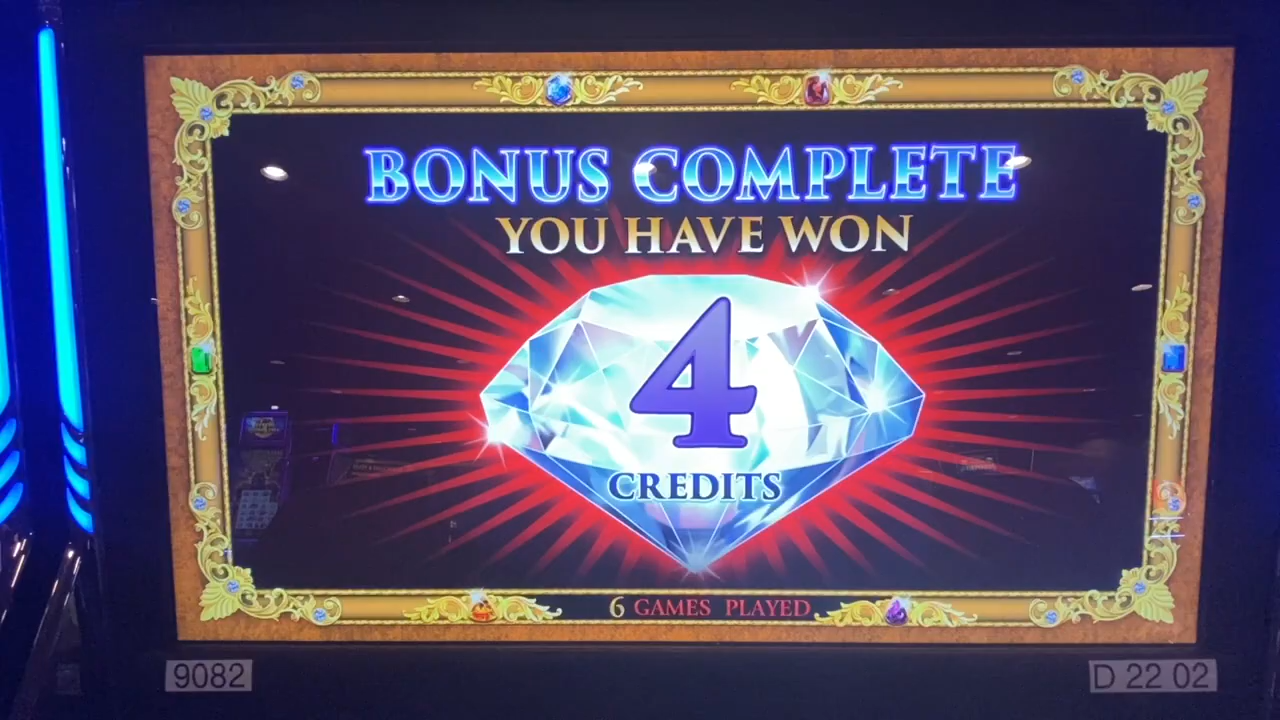 BONUS COMPLETE
YOU HAVE WON
4
CREDITS
6 GAMES PLAYED
9082
D 22 02